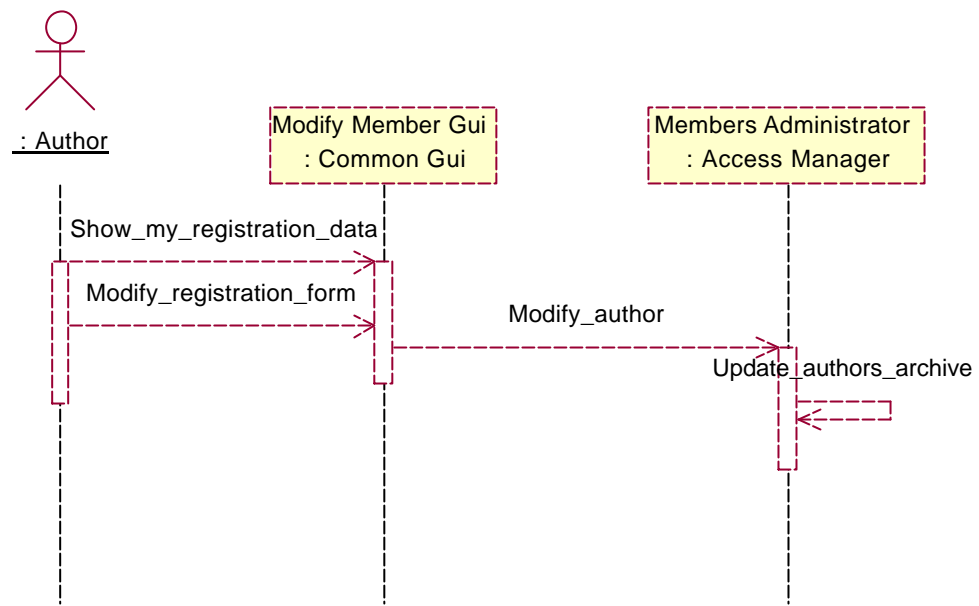 : Author
Modify Member Gui
: Common Gui
Members Administrator
: Access Manager
Show_my_registration_data
Modify_registration_form
Modify_author
Update_authors_archive